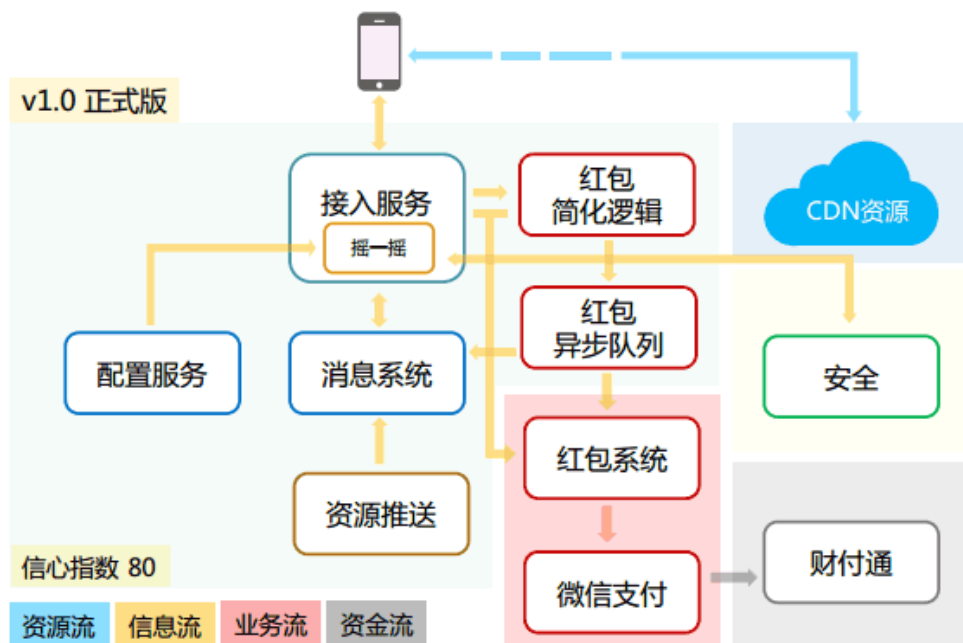 v1.0 正式版
接入服务
摇一摇
红包
简化逻辑
CDN资源
红包
异步队列
配置服务
消息系统
安全
红包系统
资源推送
微信支付
财付通
信心指数 80
资源流
信息流
业务流
资金流